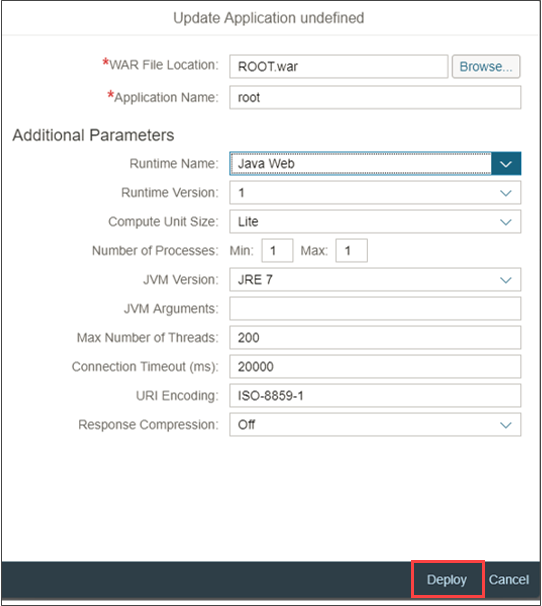 Update Application undefined
*WAR File Location: ROOT.war Browse...
*Application Name: root
Additional Parameters
Runtime Name: Java Web
Runtime Version: 1
Compute Unit Size: Lite
Number of Processes: Min: 1 Max: 1
JVM Version: JRE 7
JVM Arguments:
Max Number of Threads: 200
Connection Timeout (ms): 20000
URI Encoding: ISO-8859-1
Response Compression: Off
Deploy Cancel